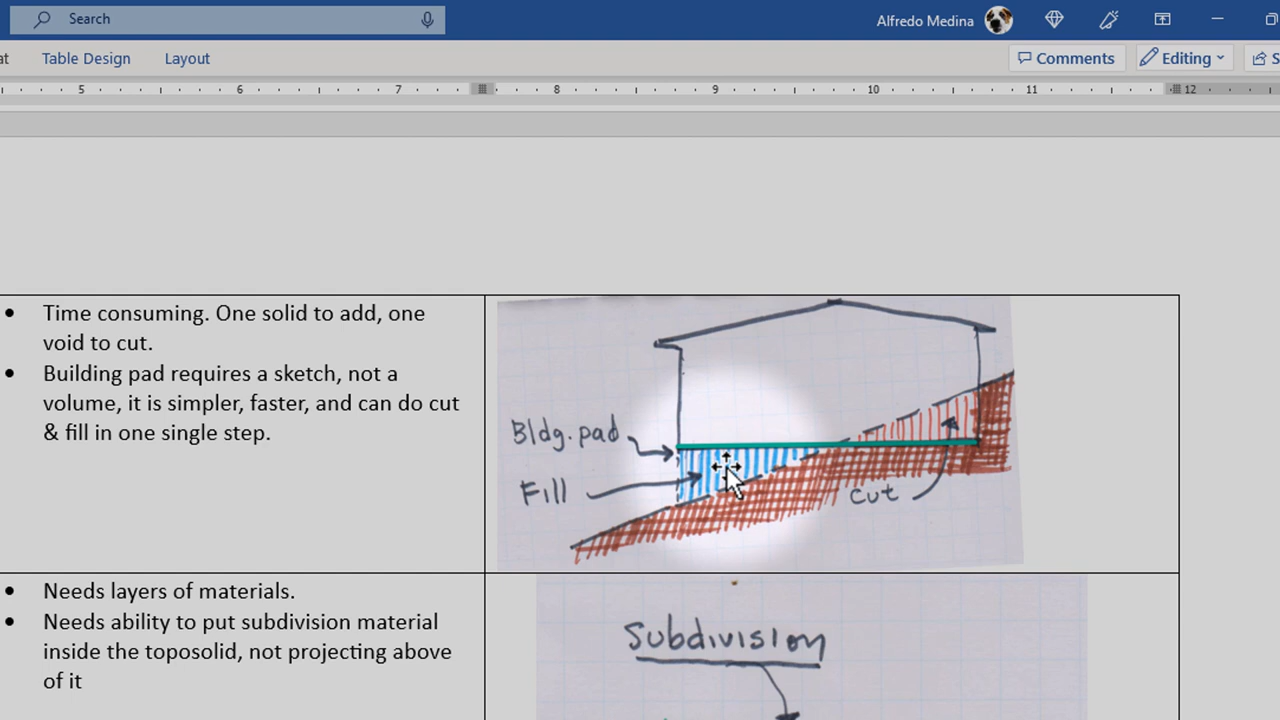 Search
Alfredo Medina
Table Design Layout
Comments Editing
5 6 7 8 9 10 11 12
• Time consuming. One solid to add, one
void to cut.
• Building pad requires a sketch, not a
volume, it is simpler, faster, and can do cut
& fill in one single step.
Bldg. pad
Fill
Cut
• Needs layers of materials.
• Needs ability to put subdivision material
inside the toposolid, not projecting above
of it
Subdivision